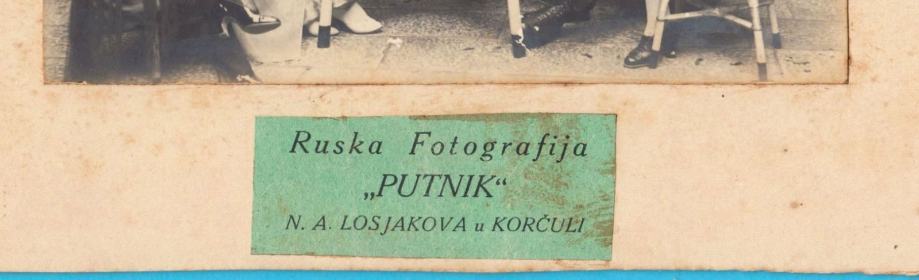 Ruska Fotografija
„PUTNIK“
N. A. LOSJAKOVA u KORČULI